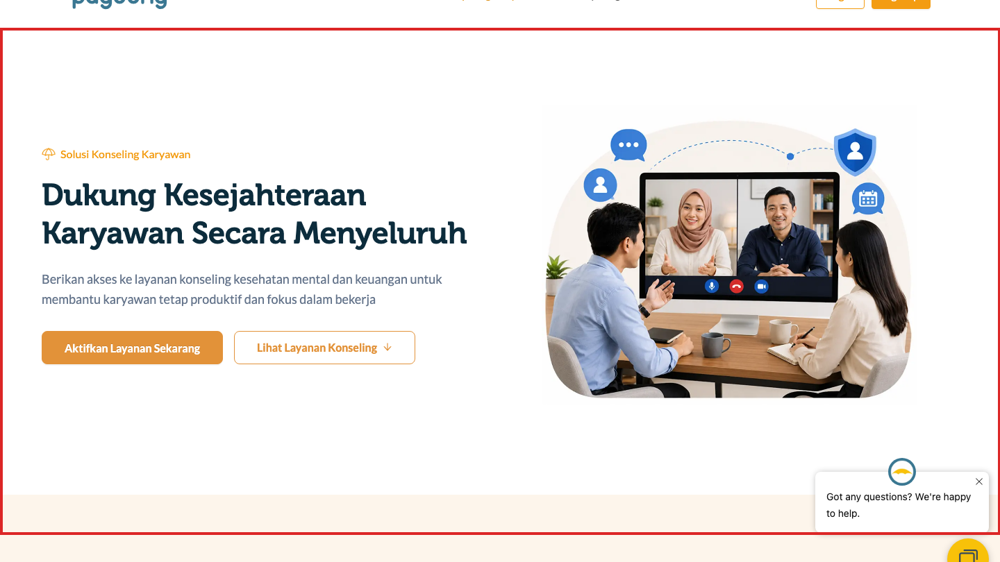 Solusi Konseling Karyawan
Dukung Kesejahteraan
Karyawan Secara Menyeluruh
Berikan akses ke layanan konseling kesehatan mental dan keuangan untuk
membantu karyawan tetap produktif dan fokus dalam bekerja
Aktifkan Layanan Sekarang
Lihat Layanan Konseling
Got any questions? We're happy
to help.